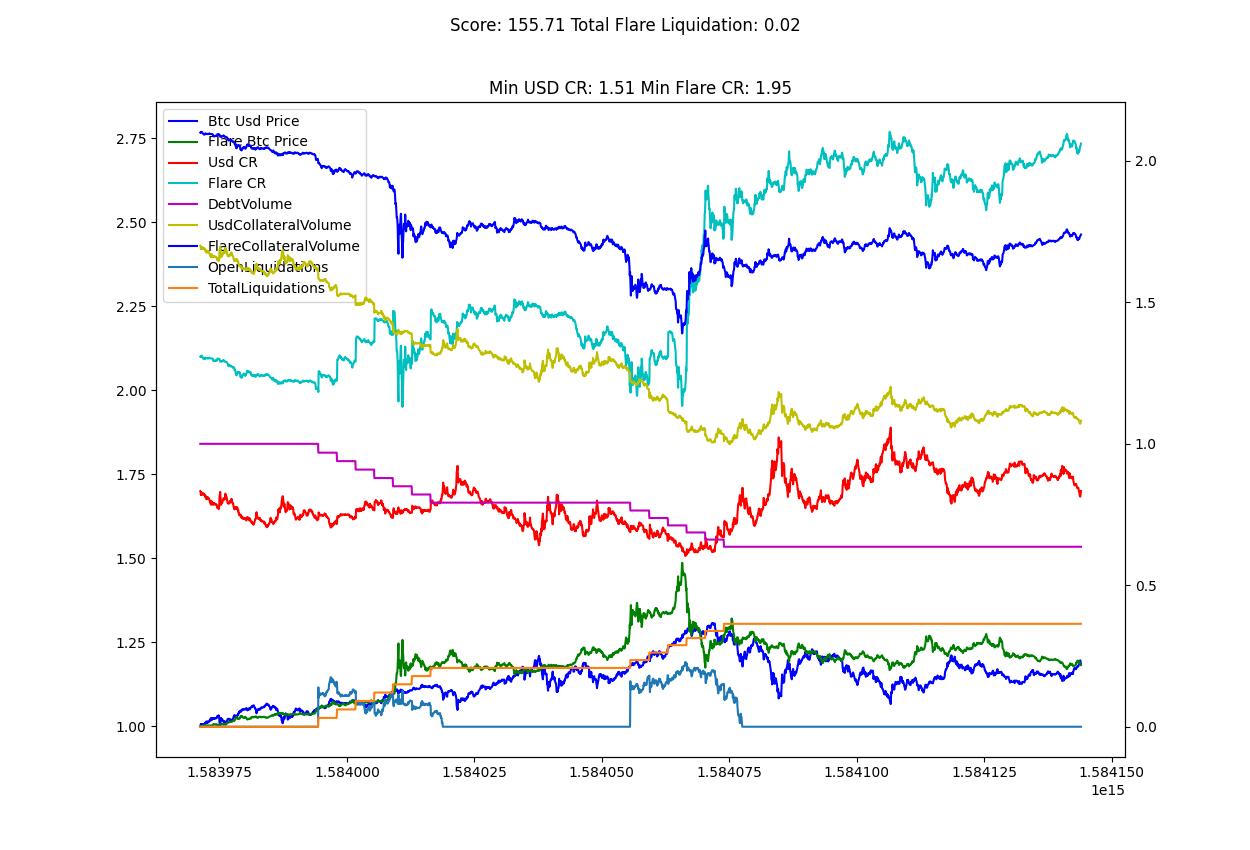 Score: 155.71 Total Flare Liquidation: 0.02
Min USD CR: 1.51 Min Flare CR: 1.95
Btc Usd Price
Flare Btc Price
Usd CR
Flare CR
DebtVolume
UsdCollateralVolume
FlareCollateralVolume
OpenLiquidations
TotalLiquidations
2.75
2.50
2.25
2.00
1.75
1.50
1.25
1.00
2.0
1.5
1.0
0.5
0.0
1.583975 1.584000 1.584025 1.584050 1.584075 1.584100 1.584125 1.584150
1e15